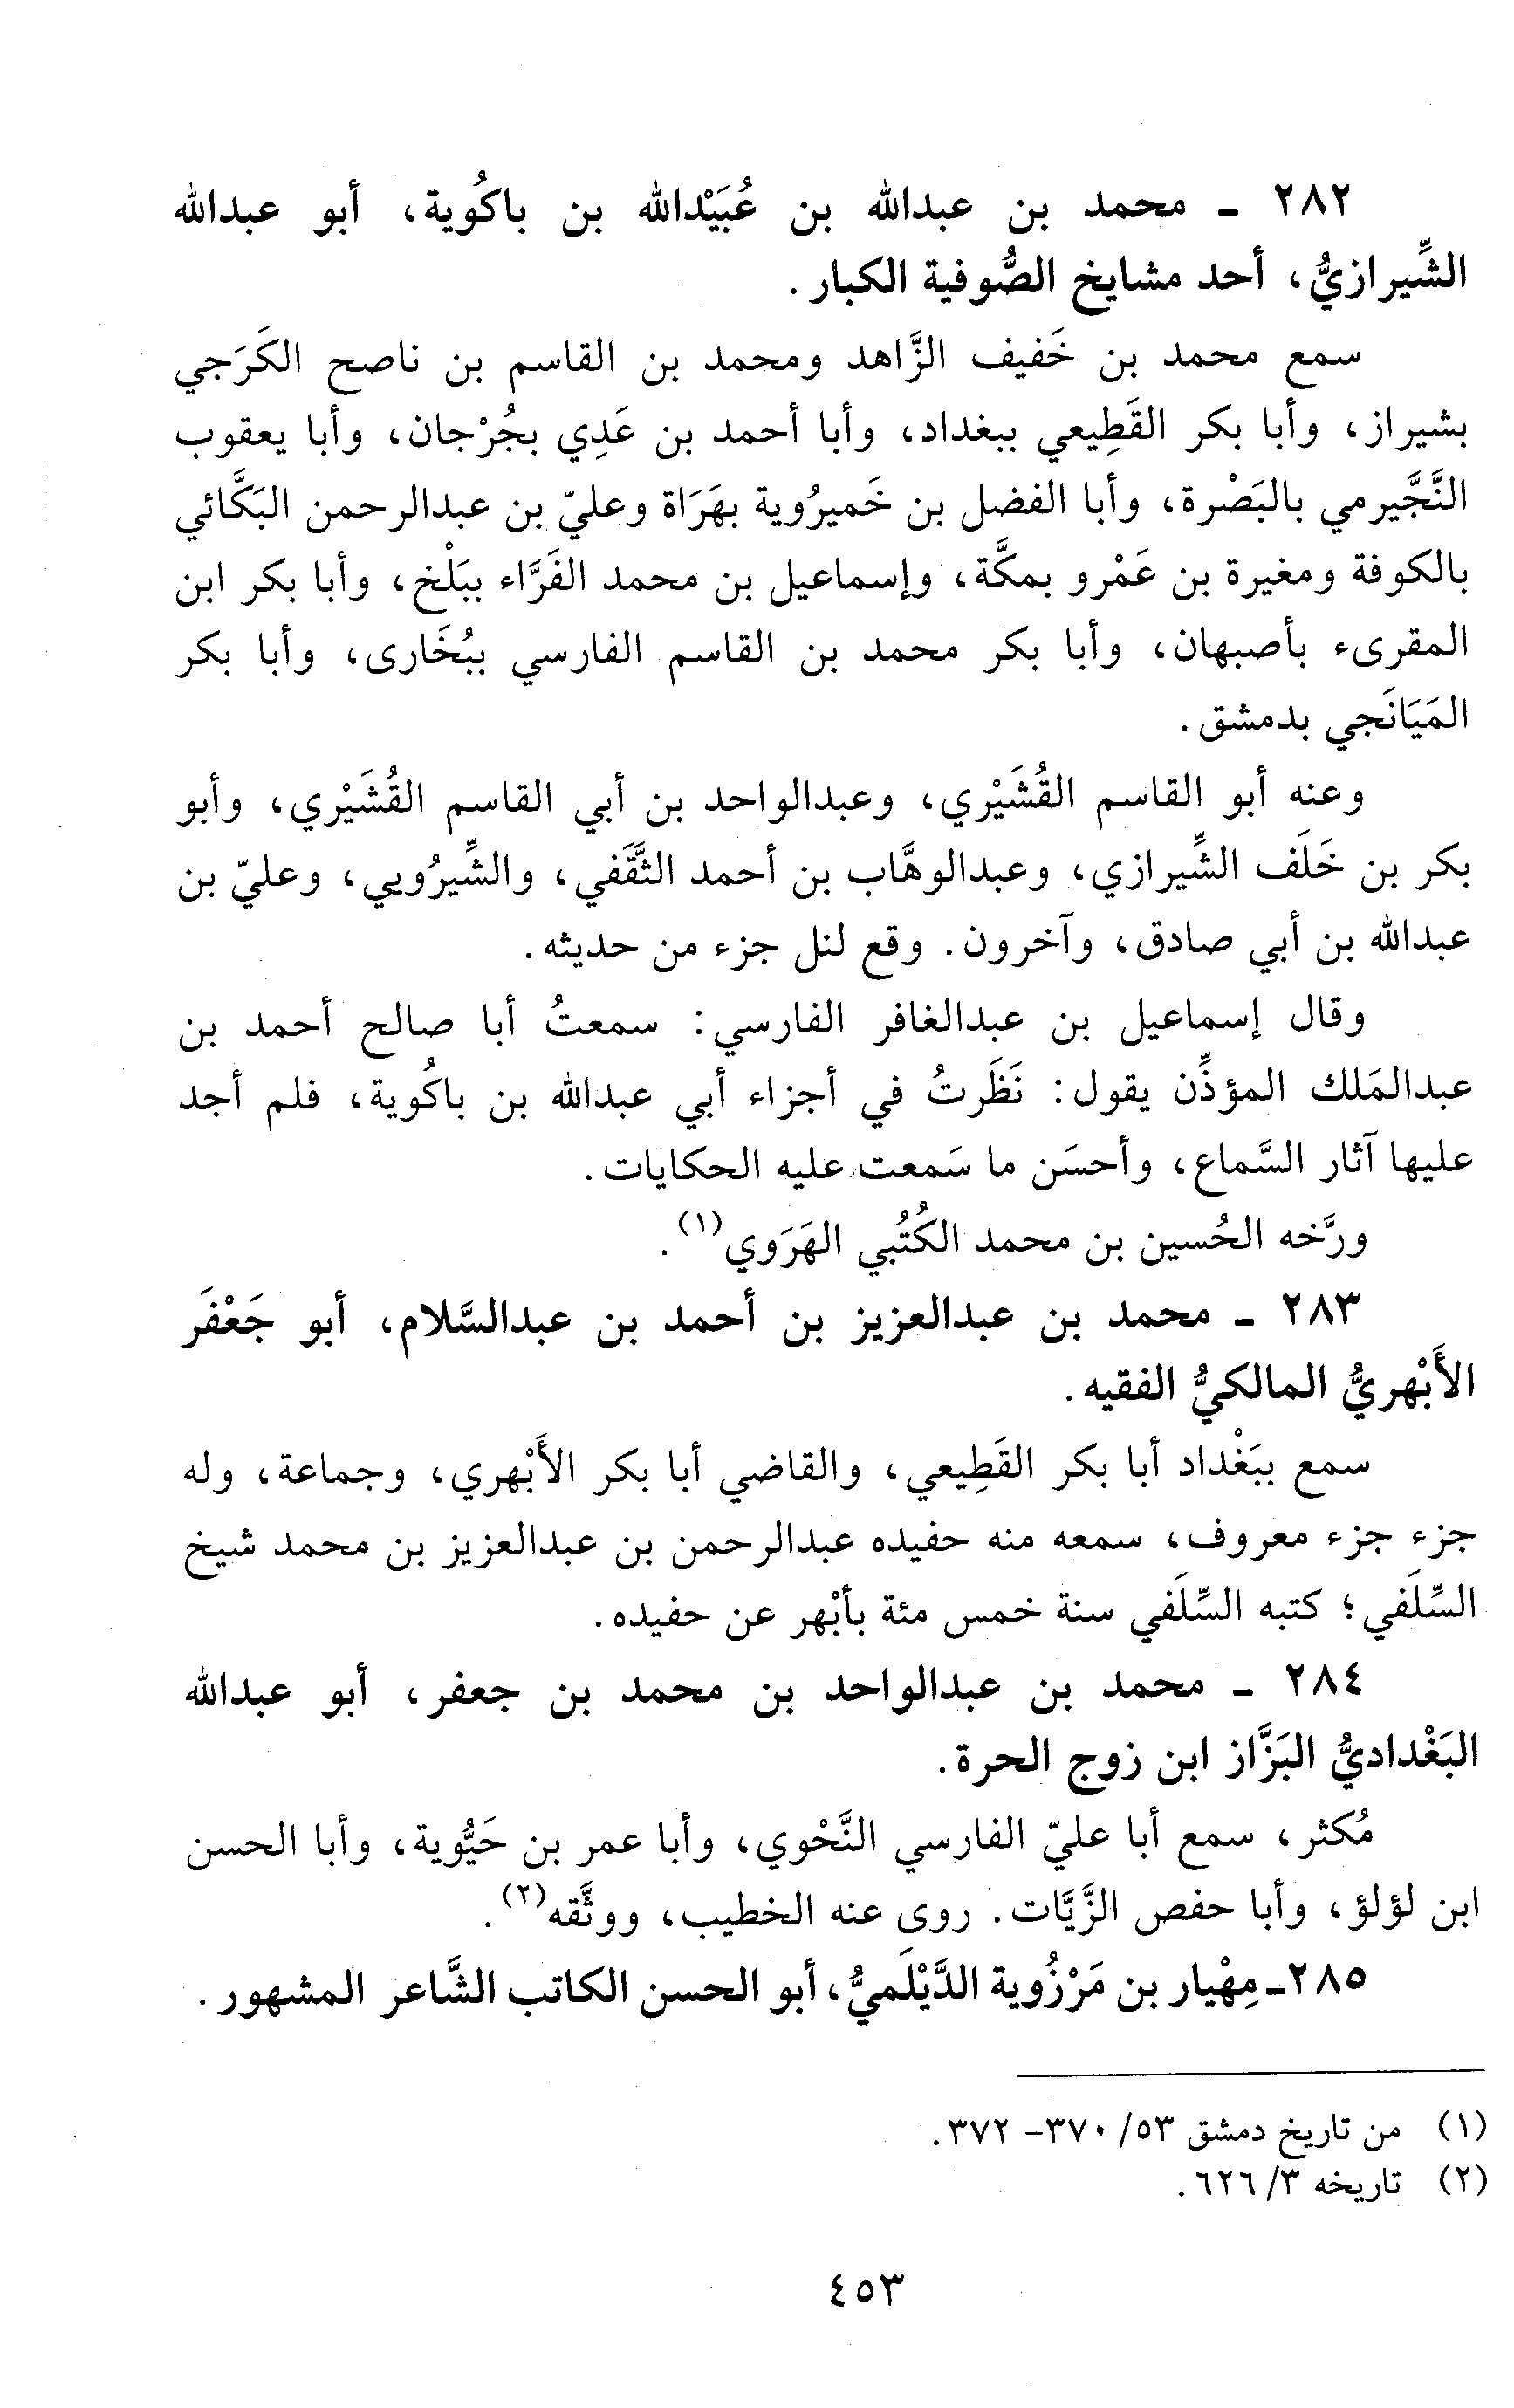 ٢٨٢ ـ محمد بن عبدالله بن عُبَيْدالله بن باكُوية، أبو عبدالله
الشِّيرازيُّ، أحد مشايخ الصُّوفية الكبار.
سمع محمد بن خَفيف الزَّاهد ومحمد بن القاسم بن ناصح الكَرَجي
بشيراز، وأبا بكر القَطِيعي ببغداد، وأبا أحمد بن عَدِي بجُرْجان، وأبا يعقوب
النَّجَّيرمي بالبَصْرة، وأبا الفضل بن خَميرُوية بهَرَاة وعليّ بن عبدالرحمن البَكَّائي
بالكوفة ومغيرة بن عَمْرو بمكَّة، وإسماعيل بن محمد الفَرَّاء ببَلْخ، وأبا بكر ابن
المقرىء بأصبهان، وأبا بكر محمد بن القاسم الفارسي ببُخَارى، وأبا بكر
المَيَانَجي بدمشق.
وعنه أبو القاسم القُشَيْري، وعبدالواحد بن أبي القاسم القُشَيْري، وأبو
بكر بن خَلَف الشِّيرازي، وعبدالوهَّاب بن أحمد الثَّقَفي، والشِّيرُويي، وعليّ بن
عبدالله بن أبي صادق، وآخرون. وقع لنل جزء من حديثه.
وقال إسماعيل بن عبدالغافر الفارسي: سمعتُ أبا صالح أحمد بن
عبدالمَلك المؤذِّن يقول: نَظَرتُ في أجزاء أبي عبدالله بن باكُوية، فلم أجد
عليها آثار السَّماع، وأحسَن ما سَمعت عليه الحكايات.
ورَّخه الحُسين بن محمد الكُتُبي الهَرَوي(١).
٢٨٣ ـ محمد بن عبدالعزيز بن أحمد بن عبدالسَّلام، أبو جَعْفَر
الأَبْهريُّ المالكيُّ الفقيه.
سمع ببَغْداد أبا بكر القَطِيعي، والقاضي أبا بكر الأَبْهري، وجماعة، وله
جزء جزء معروف، سمعه منه حفيده عبدالرحمن بن عبدالعزيز بن محمد شيخ
السِّلَفي؛ كتبه السِّلَفي سنة خمس مئة بأبْهر عن حفيده.
٢٨٤ ـ محمد بن عبدالواحد بن محمد بن جعفر، أبو عبدالله
البَغْداديُّ البَزَّاز ابن زوج الحرة.
مُكثر، سمع أبا عليّ الفارسي النَّحْوي، وأبا عمر بن حَيُّوية، وأبا الحسن
ابن لؤلؤ، وأبا حفص الزَّيَّات. روى عنه الخطيب، ووثَّقه(٢).
٢٨٥ـ مِهْيار بن مَرْزُوية الدَّيْلَميُّ، أبو الحسن الكاتب الشَّاعر المشهور.
(١) من تاريخ دمشق ٥٣/ ٣٧٠- ٣٧٢.
(٢) تاريخه ٣/ ٦٢٦.
٤٥٣